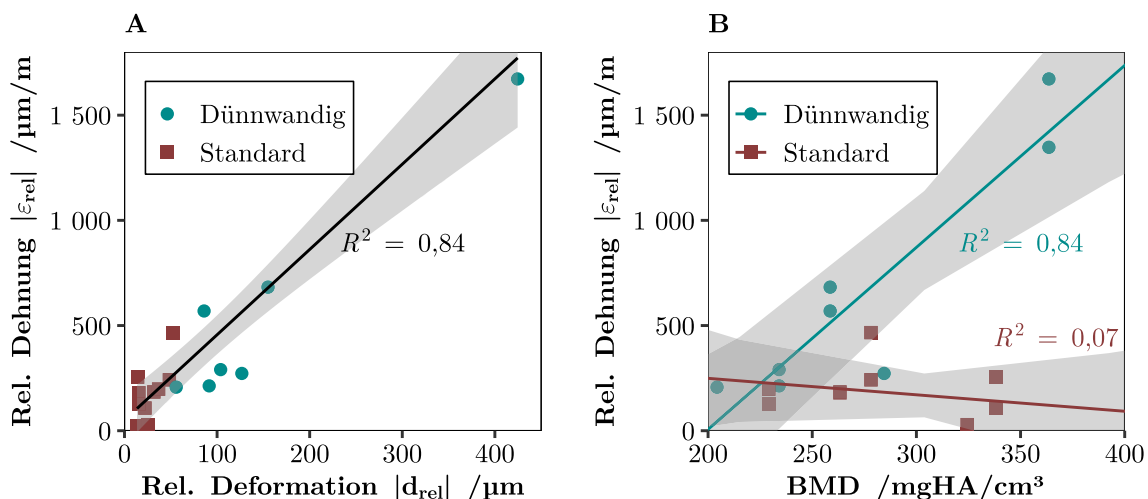 A
Rel. Dehnung |εrel| /µm/m
1 500
1 000
500
0
Dünnwandig
Standard
R² = 0,84
0 100 200 300 400
Rel. Deformation |drel| /µm
B
Rel. Dehnung |εrel| /µm/m
1 500
1 000
500
0
Dünnwandig
Standard
R² = 0,84
R² = 0,07
200 250 300 350 400
BMD /mgHA/cm³